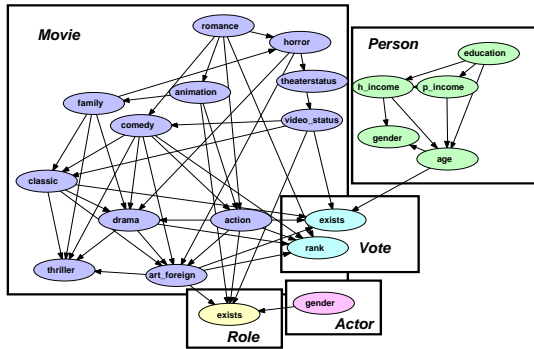 romance
Movie
horror
Person
education
theaterstatus
animation
h_income
p_income
family
comedy
video_status
gender
age
classic
drama
action
exists
rank
Vote
thriller
art_foreign
exists
gender
Role
Actor